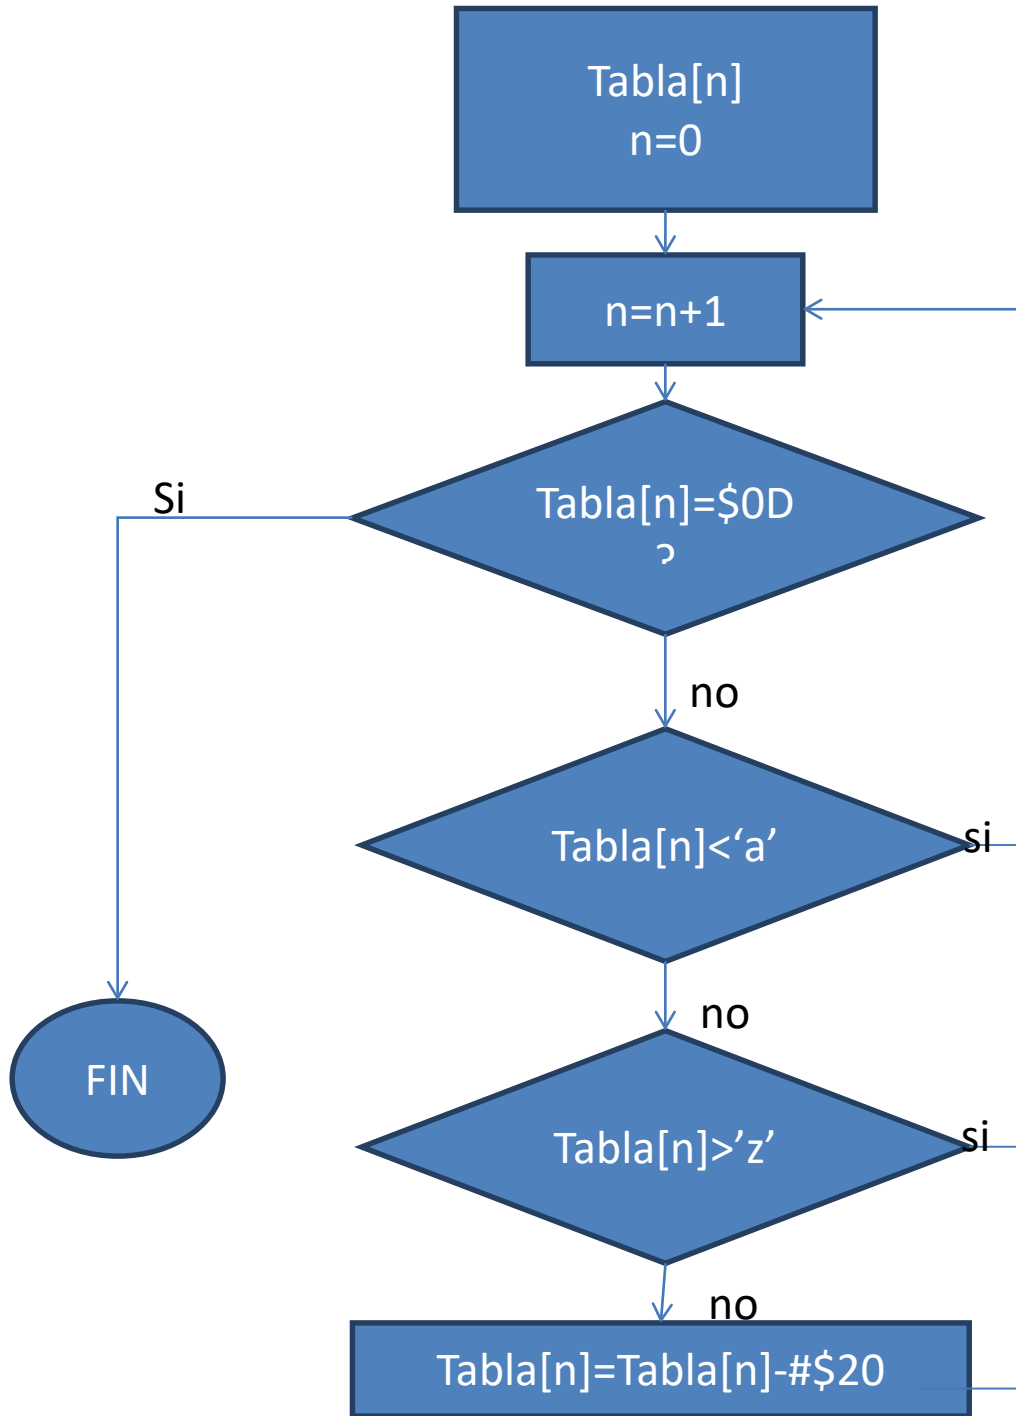 Tabla[n]
n=0
n=n+1
Si
Tabla[n]=$0D
?
no
Tabla[n]<‘a’
si
no
FIN
Tabla[n]>’z’
si
no
Tabla[n]=Tabla[n]-#$20